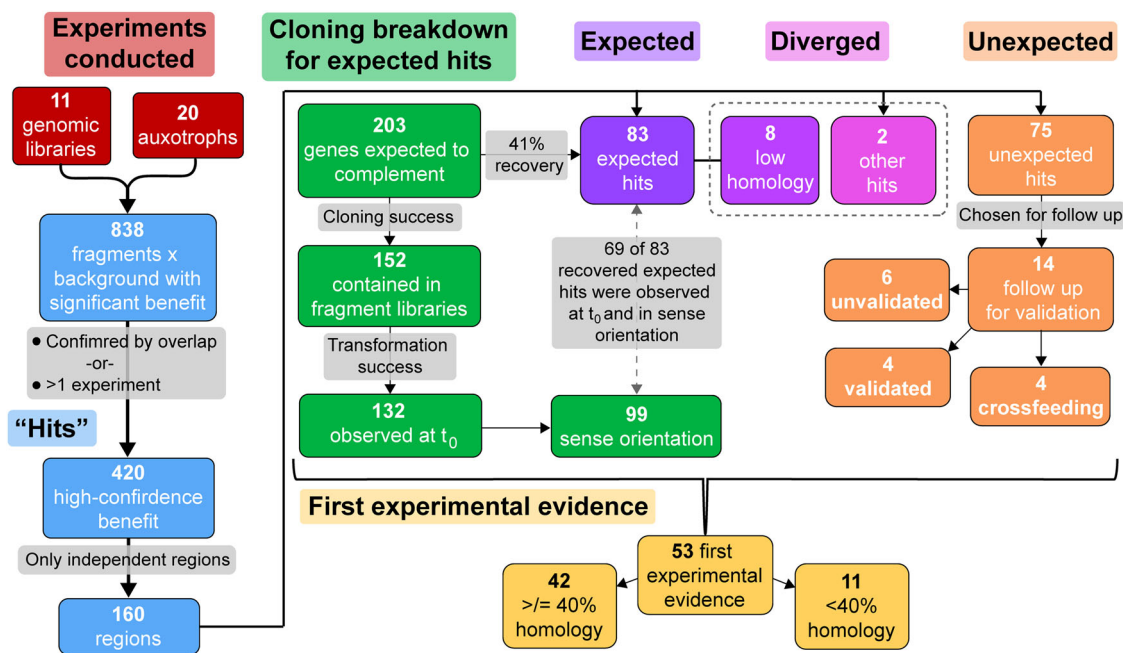 Experiments
conducted
11
genomic
libraries
20
auxotrophs
838
fragments x
background with
significant benefit
● Confimred by overlap
-or-
● >1 experiment
“Hits”
420
high-confirdence
benefit
Only independent regions
160
regions
Cloning breakdown
for expected hits
203
genes expected to
complement
41%
recovery
Cloning success
152
contained in
fragment libraries
Transformation
success
132
observed at t0
99
sense orientation
Expected
83
expected
hits
69 of 83
recovered expected
hits were observed
at t0 and in sense
orientation
Diverged
8
low
homology
2
other
hits
Unexpected
75
unexpected
hits
Chosen for follow up
14
follow up
for validation
6
unvalidated
4
validated
4
crossfeeding
First experimental evidence
53 first
experimental
evidence
42
>/= 40%
homology
11
<40%
homology